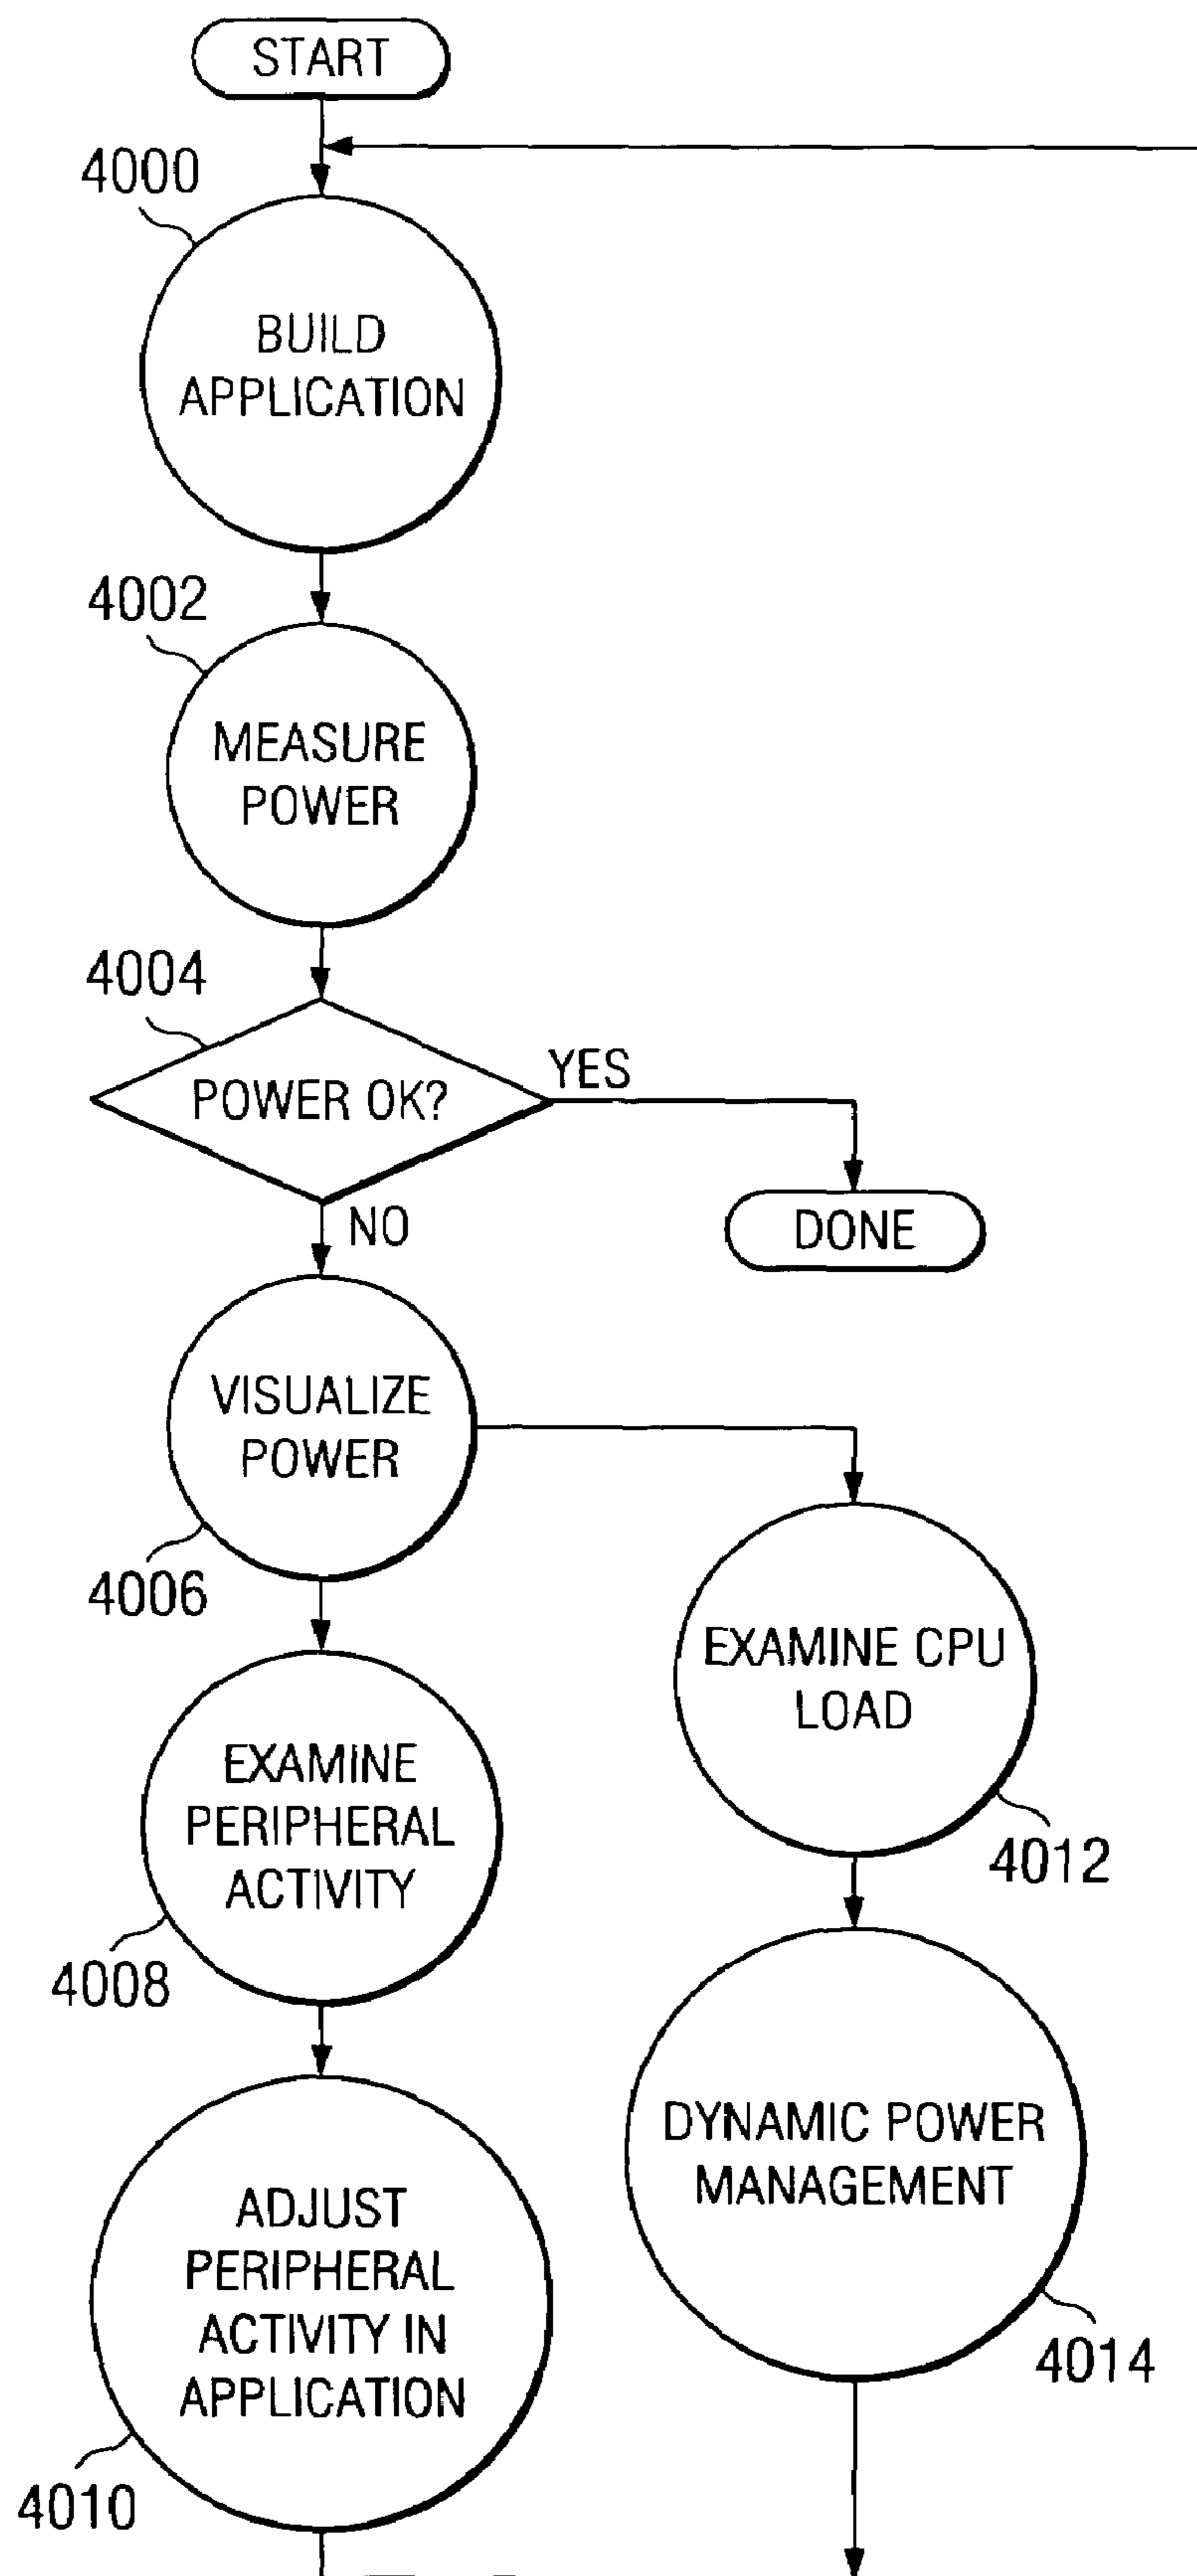 START
4000
BUILD
APPLICATION
4002
MEASURE
POWER
4004
POWER OK?
YES
DONE
NO
VISUALIZE
POWER
4006
EXAMINE CPU
LOAD
4012
EXAMINE
PERIPHERAL
ACTIVITY
4008
DYNAMIC POWER
MANAGEMENT
4014
ADJUST
PERIPHERAL
ACTIVITY IN
APPLICATION
4010